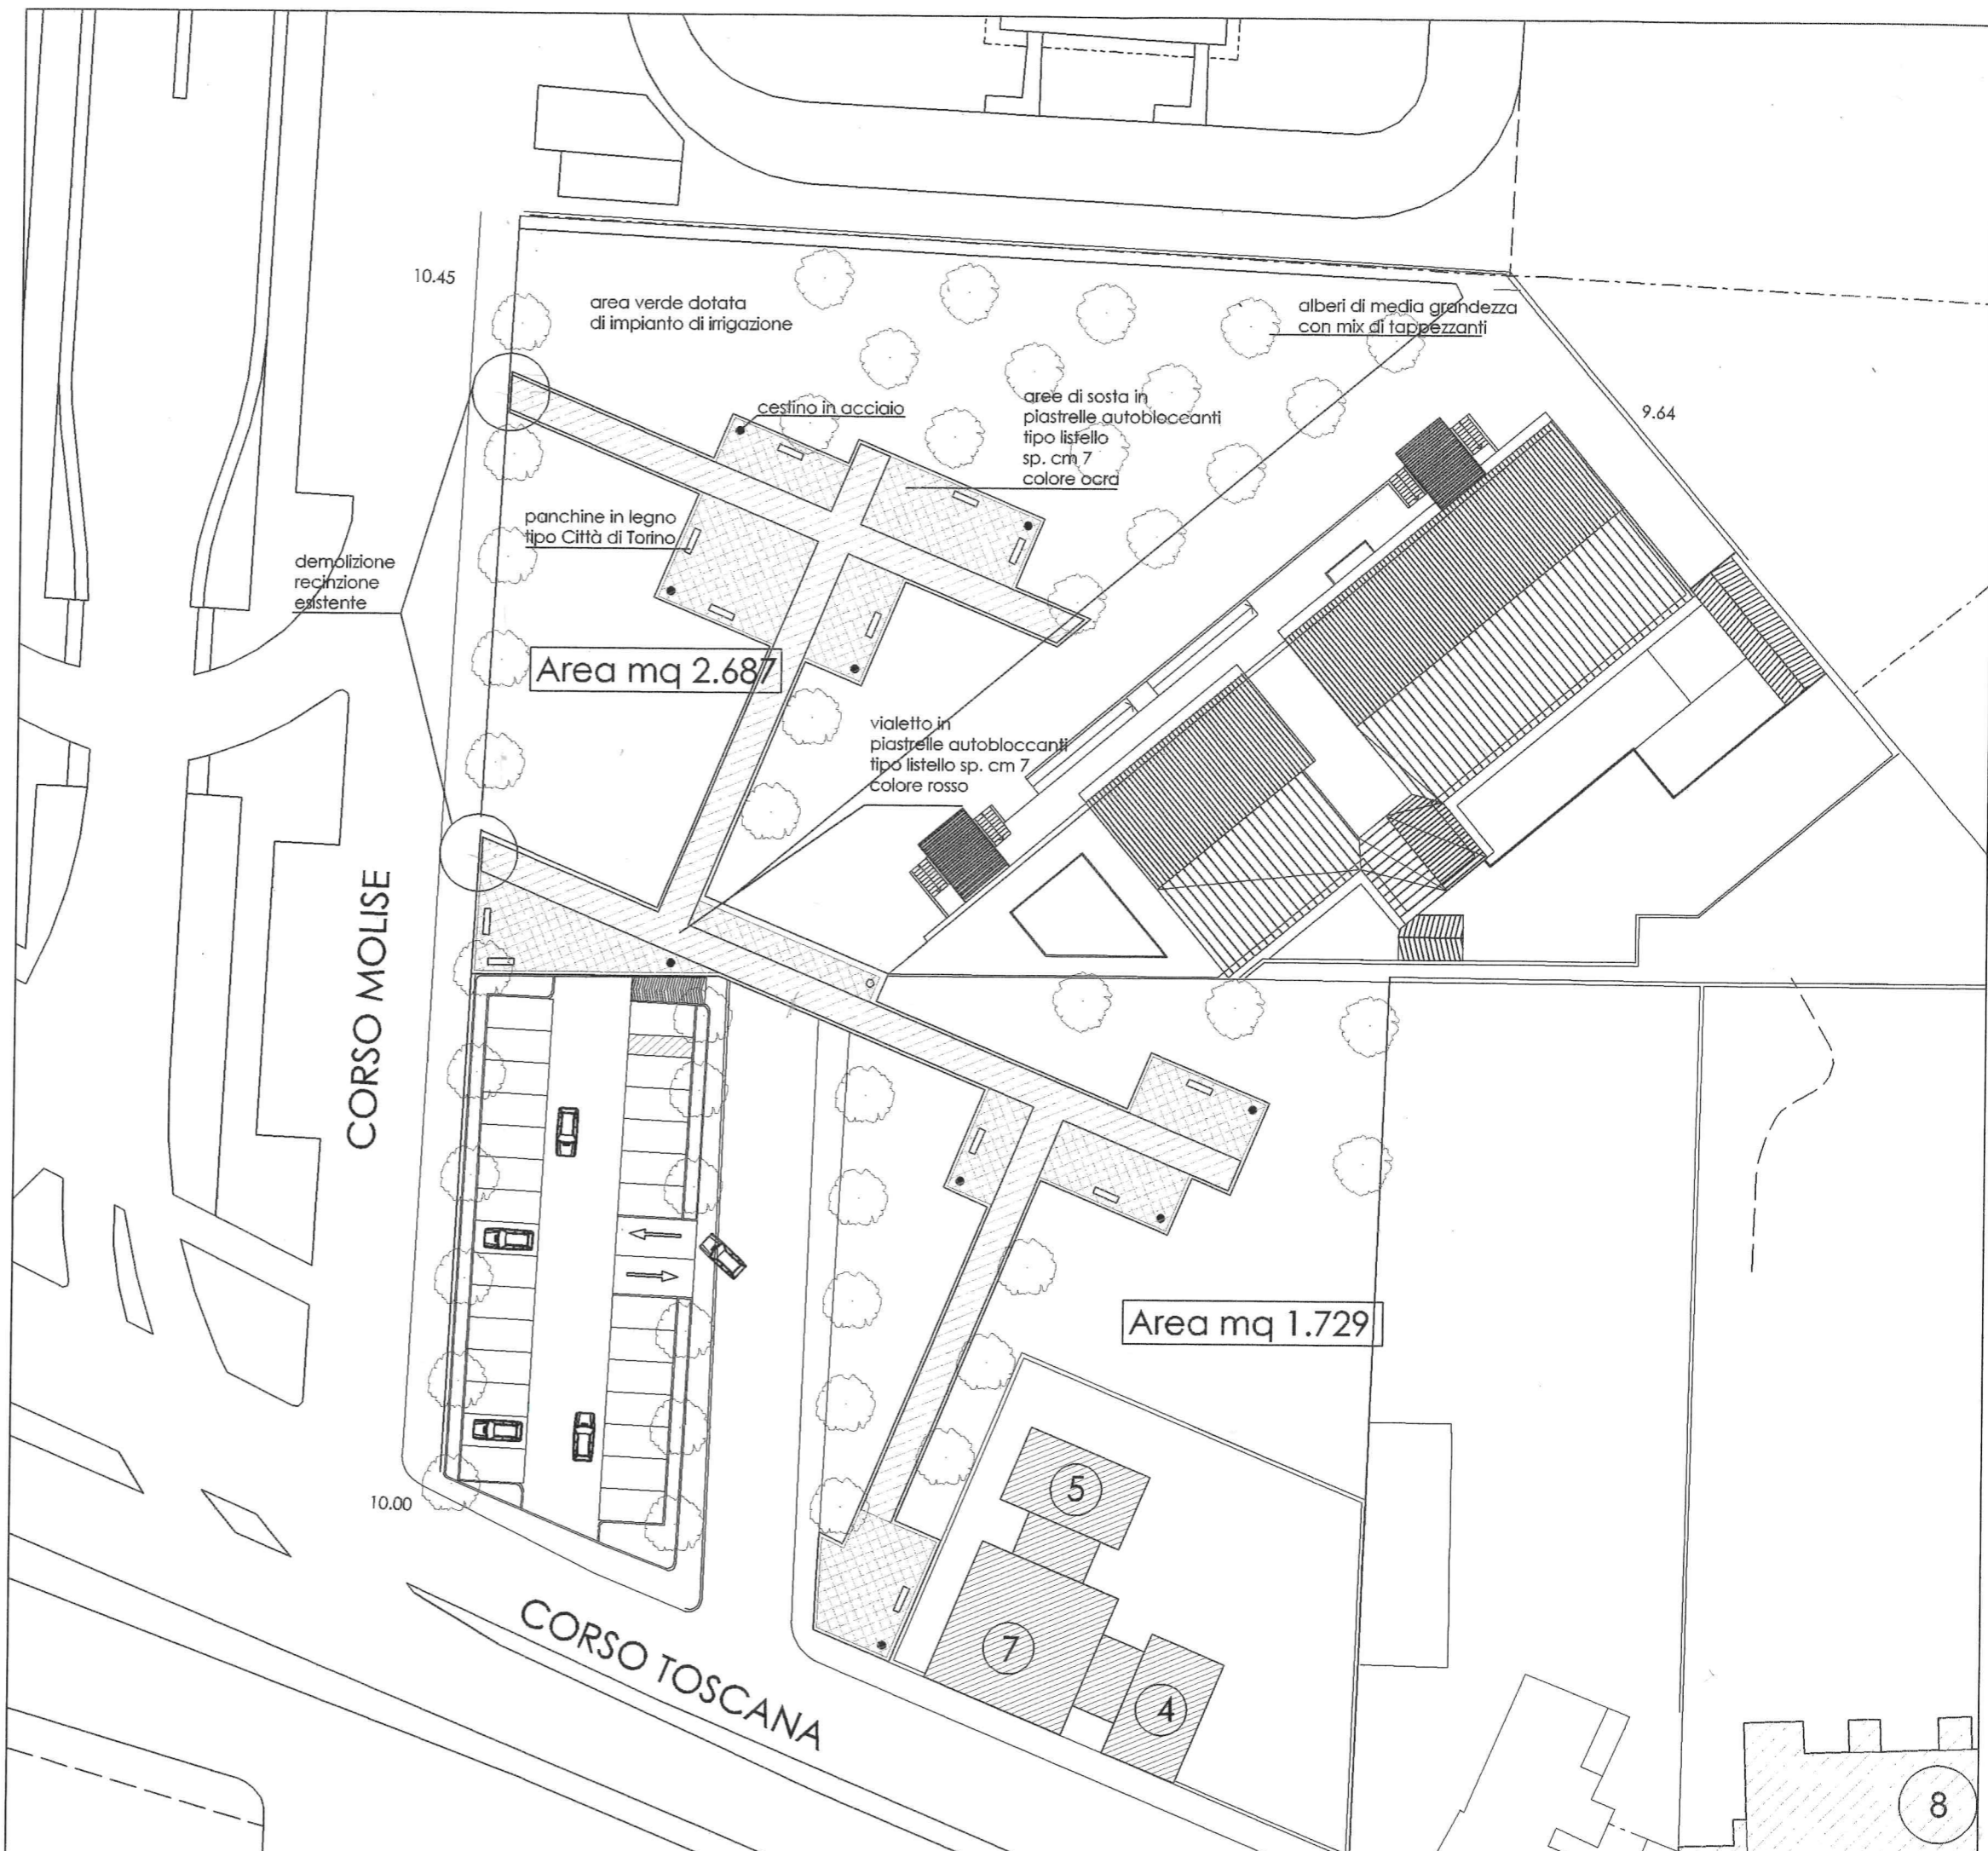 10.45
area verde dotata
di impianto di irrigazione
alberi di media grandezza
con mix di tappezzanti
cestino in acciaio
aree di sosta in
piastrelle autobloccanti
tipo listello
sp. cm 7
colore ocra
9.64
panchine in legno
tipo Città di Torino
demolizione
recinzione
esistente
Area mq 2.687
vialetto in
piastrelle autobloccanti
tipo listello sp. cm 7
colore rosso
CORSO MOLISE
Area mq 1.729
10.00
5
CORSO TOSCANA
7
4
8